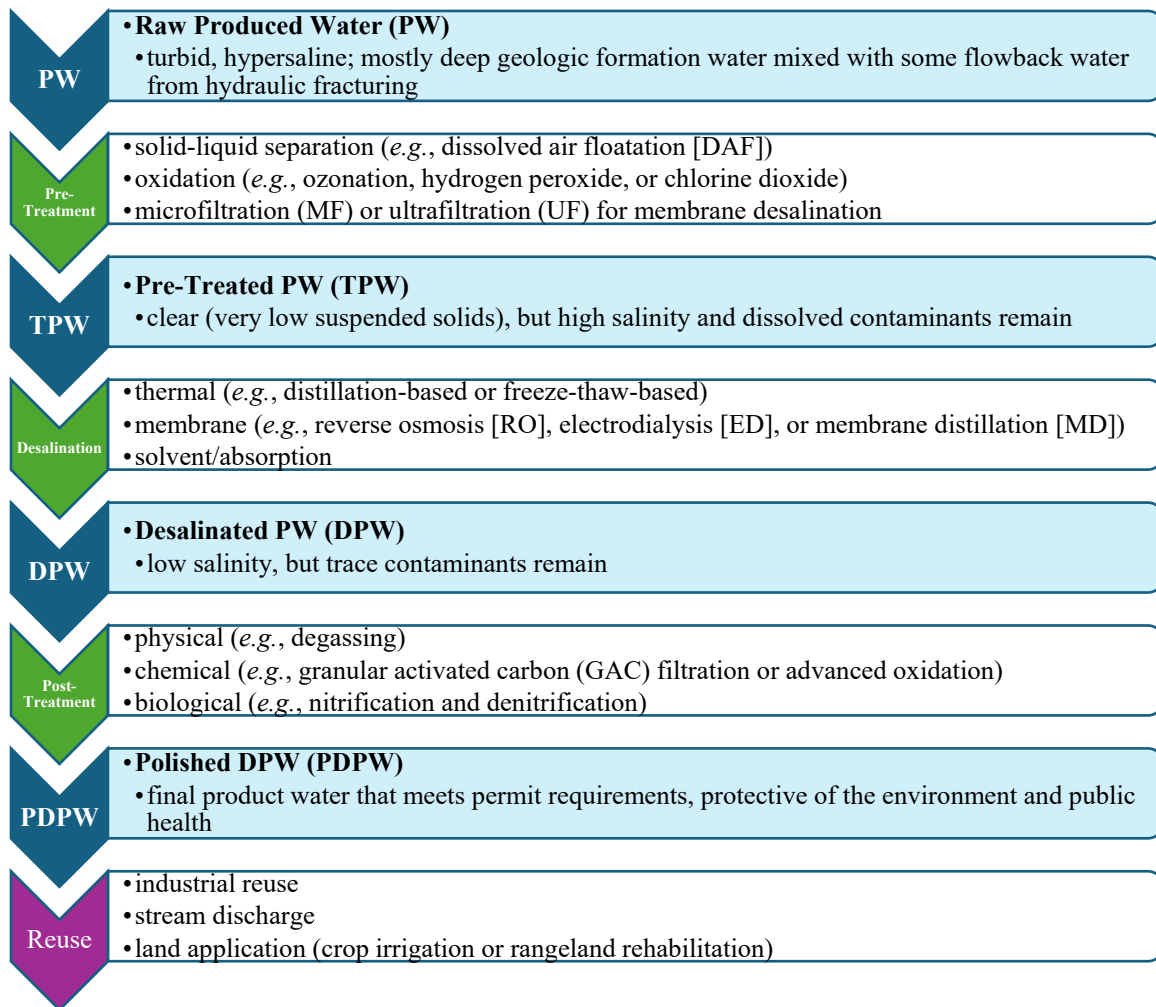 PW
•Raw Produced Water (PW)
•turbid, hypersaline; mostly deep geologic formation water mixed with some flowback water
from hydraulic fracturing
Pre-
Treatment
•solid-liquid separation (e.g., dissolved air floatation [DAF])
•oxidation (e.g., ozonation, hydrogen peroxide, or chlorine dioxide)
•microfiltration (MF) or ultrafiltration (UF) for membrane desalination
TPW
•Pre-Treated PW (TPW)
•clear (very low suspended solids), but high salinity and dissolved contaminants remain
Desalination
•thermal (e.g., distillation-based or freeze-thaw-based)
•membrane (e.g., reverse osmosis [RO], electrodialysis [ED], or membrane distillation [MD])
•solvent/absorption
DPW
•Desalinated PW (DPW)
•low salinity, but trace contaminants remain
Post-
Treatment
•physical (e.g., degassing)
•chemical (e.g., granular activated carbon (GAC) filtration or advanced oxidation)
•biological (e.g., nitrification and denitrification)
PDPW
•Polished DPW (PDPW)
•final product water that meets permit requirements, protective of the environment and public
health
Reuse
•industrial reuse
•stream discharge
•land application (crop irrigation or rangeland rehabilitation)